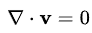 ∇ · v = 0